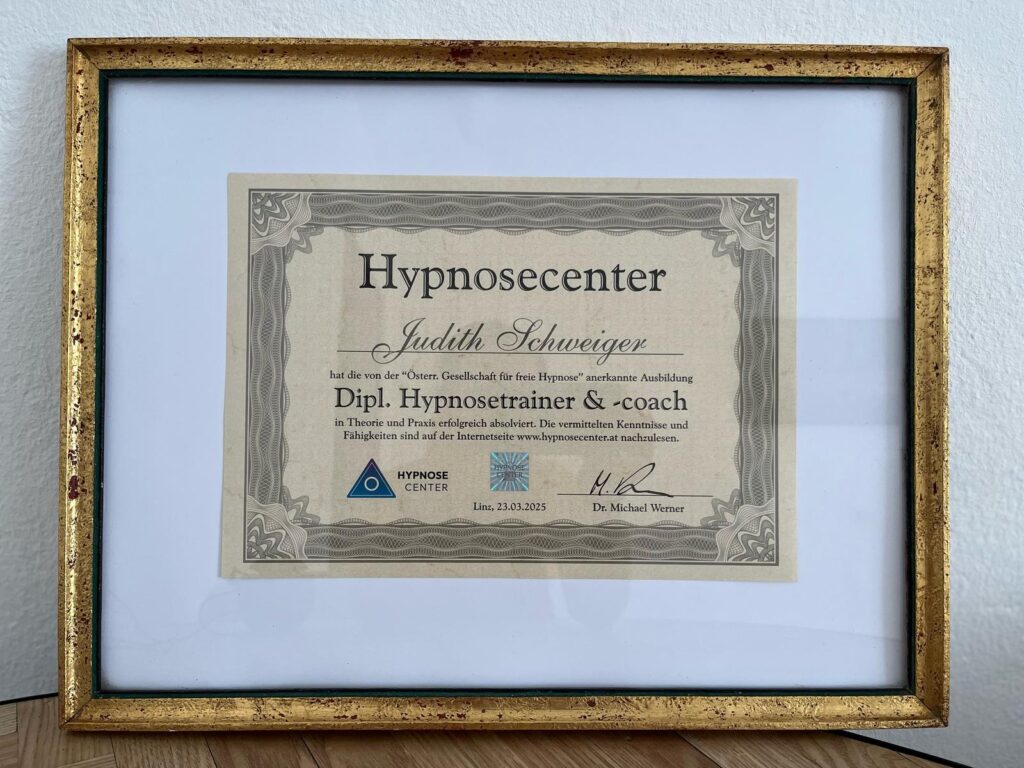 Hypnosecenter
Judith Schweiger
hat die von der "Österr. Gesellschaft für freie Hypnose" anerkannte Ausbildung
Dipl. Hypnosetrainer & -coach
in Theorie und Praxis erfolgreich absolviert. Die vermittelten Kenntnisse und
Fähigkeiten sind auf der Internetseite www.hypnosecenter.at nachzulesen.
HYPNOSE
CENTER
HYPNOSE
CENTER
Linz, 23.03.2025
Dr. Michael Werner